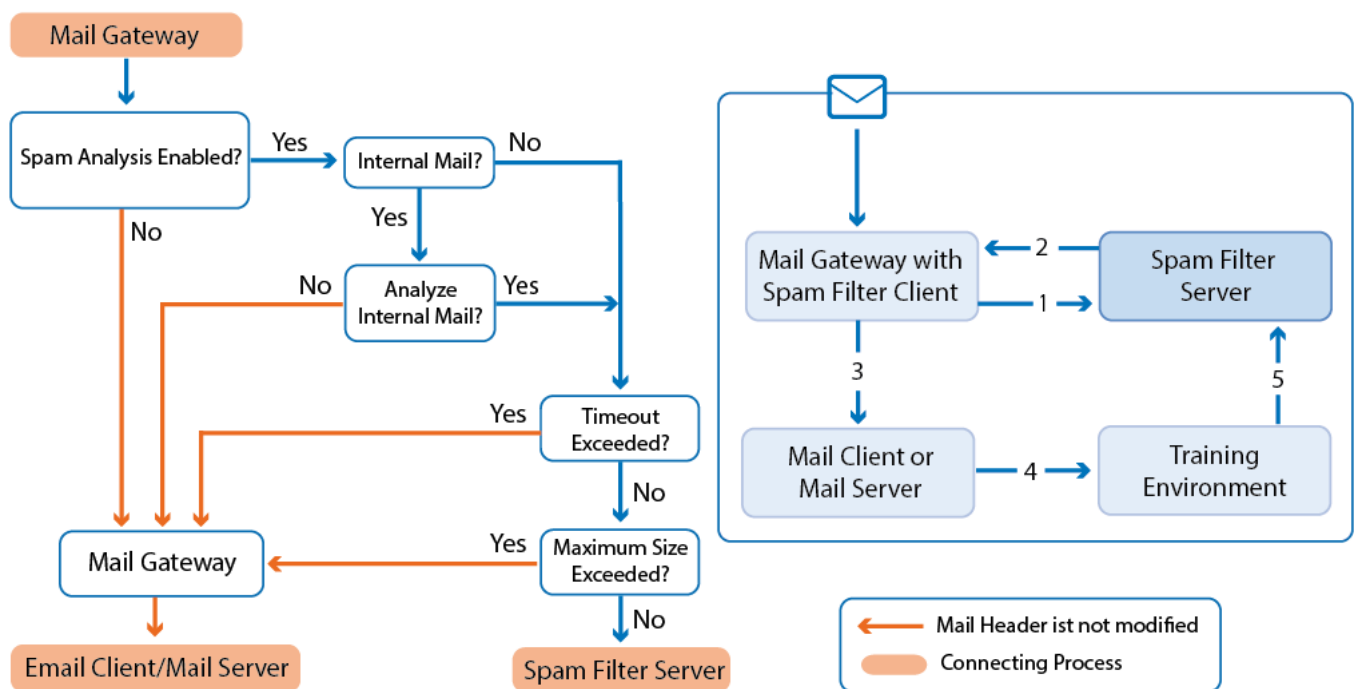 Mail Gateway
Spam Analysis Enabled?
Yes
Internal Mail?
No
Yes
No
No
Analyze
Internal Mail?
Yes
Yes
Timeout
Exceeded?
No
Mail Gateway
Yes
Maximum Size
Exceeded?
No
Email Client/Mail Server
Spam Filter Server
Mail Gateway with
Spam Filter Client
2
1
Spam Filter
Server
3
5
Mail Client or
Mail Server
4
Training
Environment
Mail Header ist not modified
Connecting Process